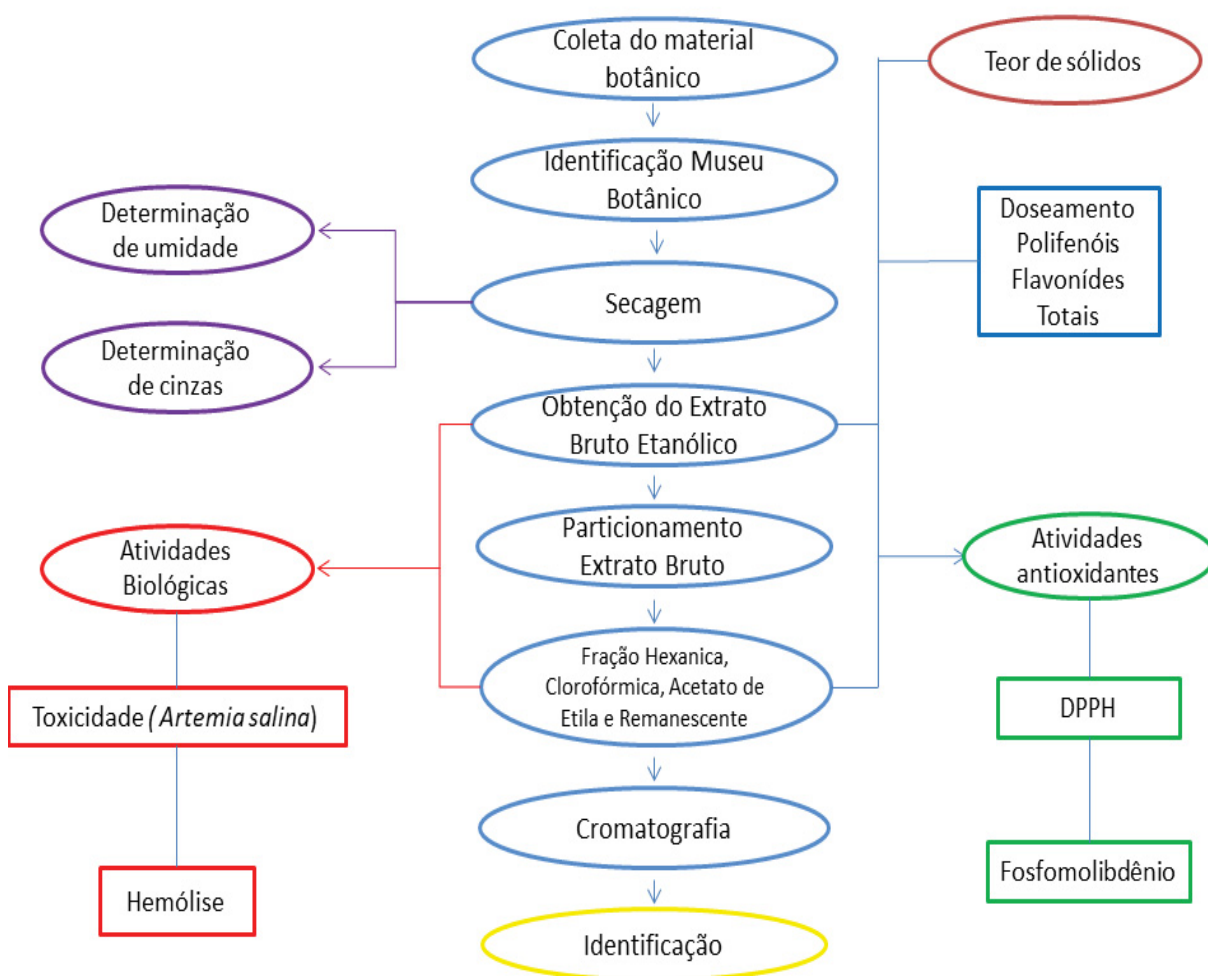 Coleta do material
botânico
Teor de sólidos
Identificação Museu
Botânico
Determinação
de umidade
Doseamento
Polifenóis
Flavonídes
Totais
Secagem
Determinação
de cinzas
Obtenção do Extrato
Bruto Etanólico
Particionamento
Extrato Bruto
Atividades
Biológicas
Atividades
antioxidantes
Fração Hexanica,
Clorofórmica, Acetato de
Etila e Remanescente
Toxicidade ( Artemia salina)
DPPH
Cromatografia
Hemólise
Fosfomolibdênio
Identificação